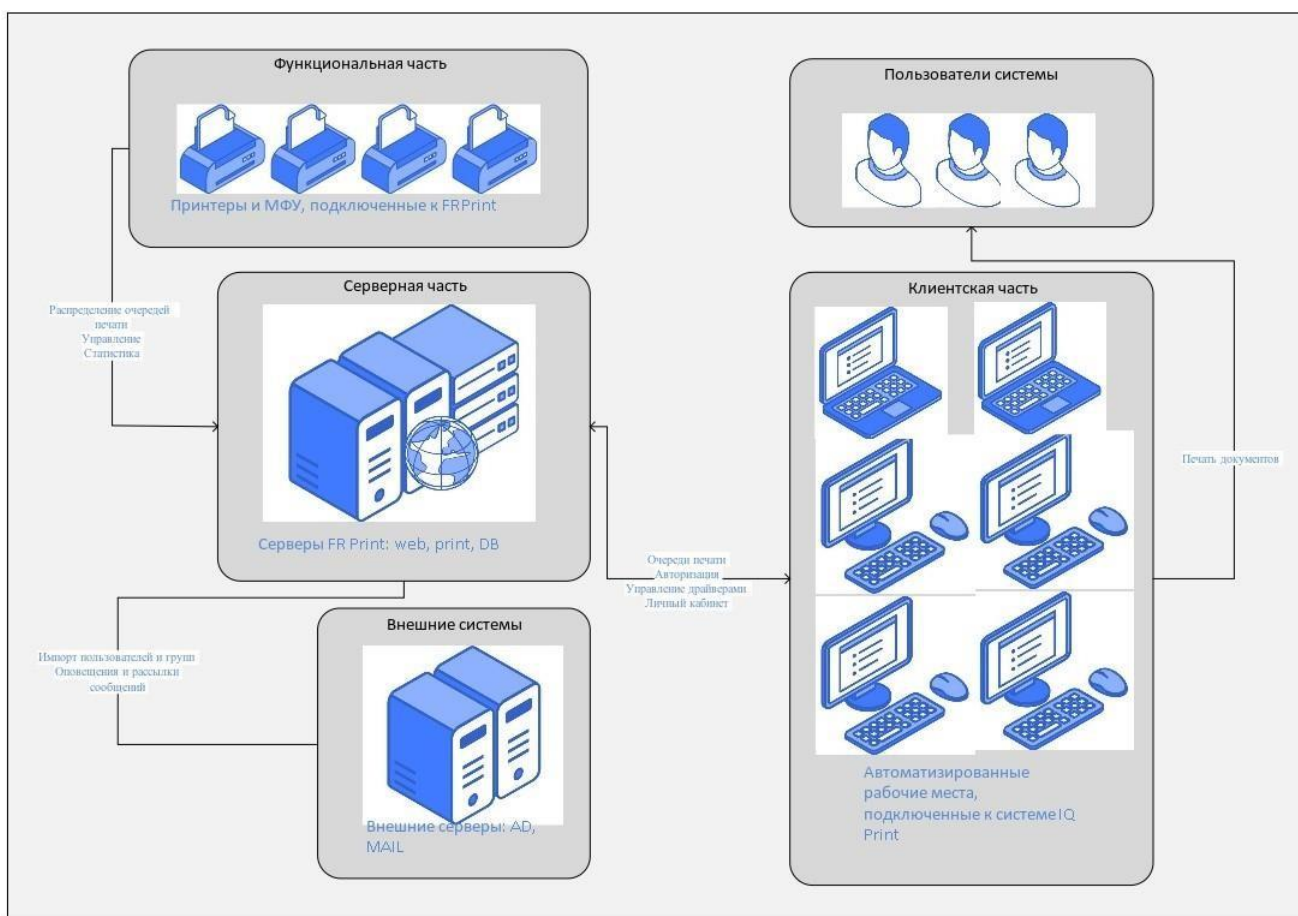 Функциональная часть
Принтеры и МФУ, подключенные к FRPrint
Пользователи системы
Распределение очередей
печати
Управление
Статистика
Серверная часть
Серверы FR Print: web, print, DB
Клиентская часть
Печать документов
Очереди печати
Авторизация
Управление драйверами
Личный кабинет
Импорт пользователей и групп
Оповещения и рассылки
сообщений
Внешние системы
Внешние серверы: AD,
MAIL
Автоматизированные
рабочие места,
подключенные к системе IQ
Print